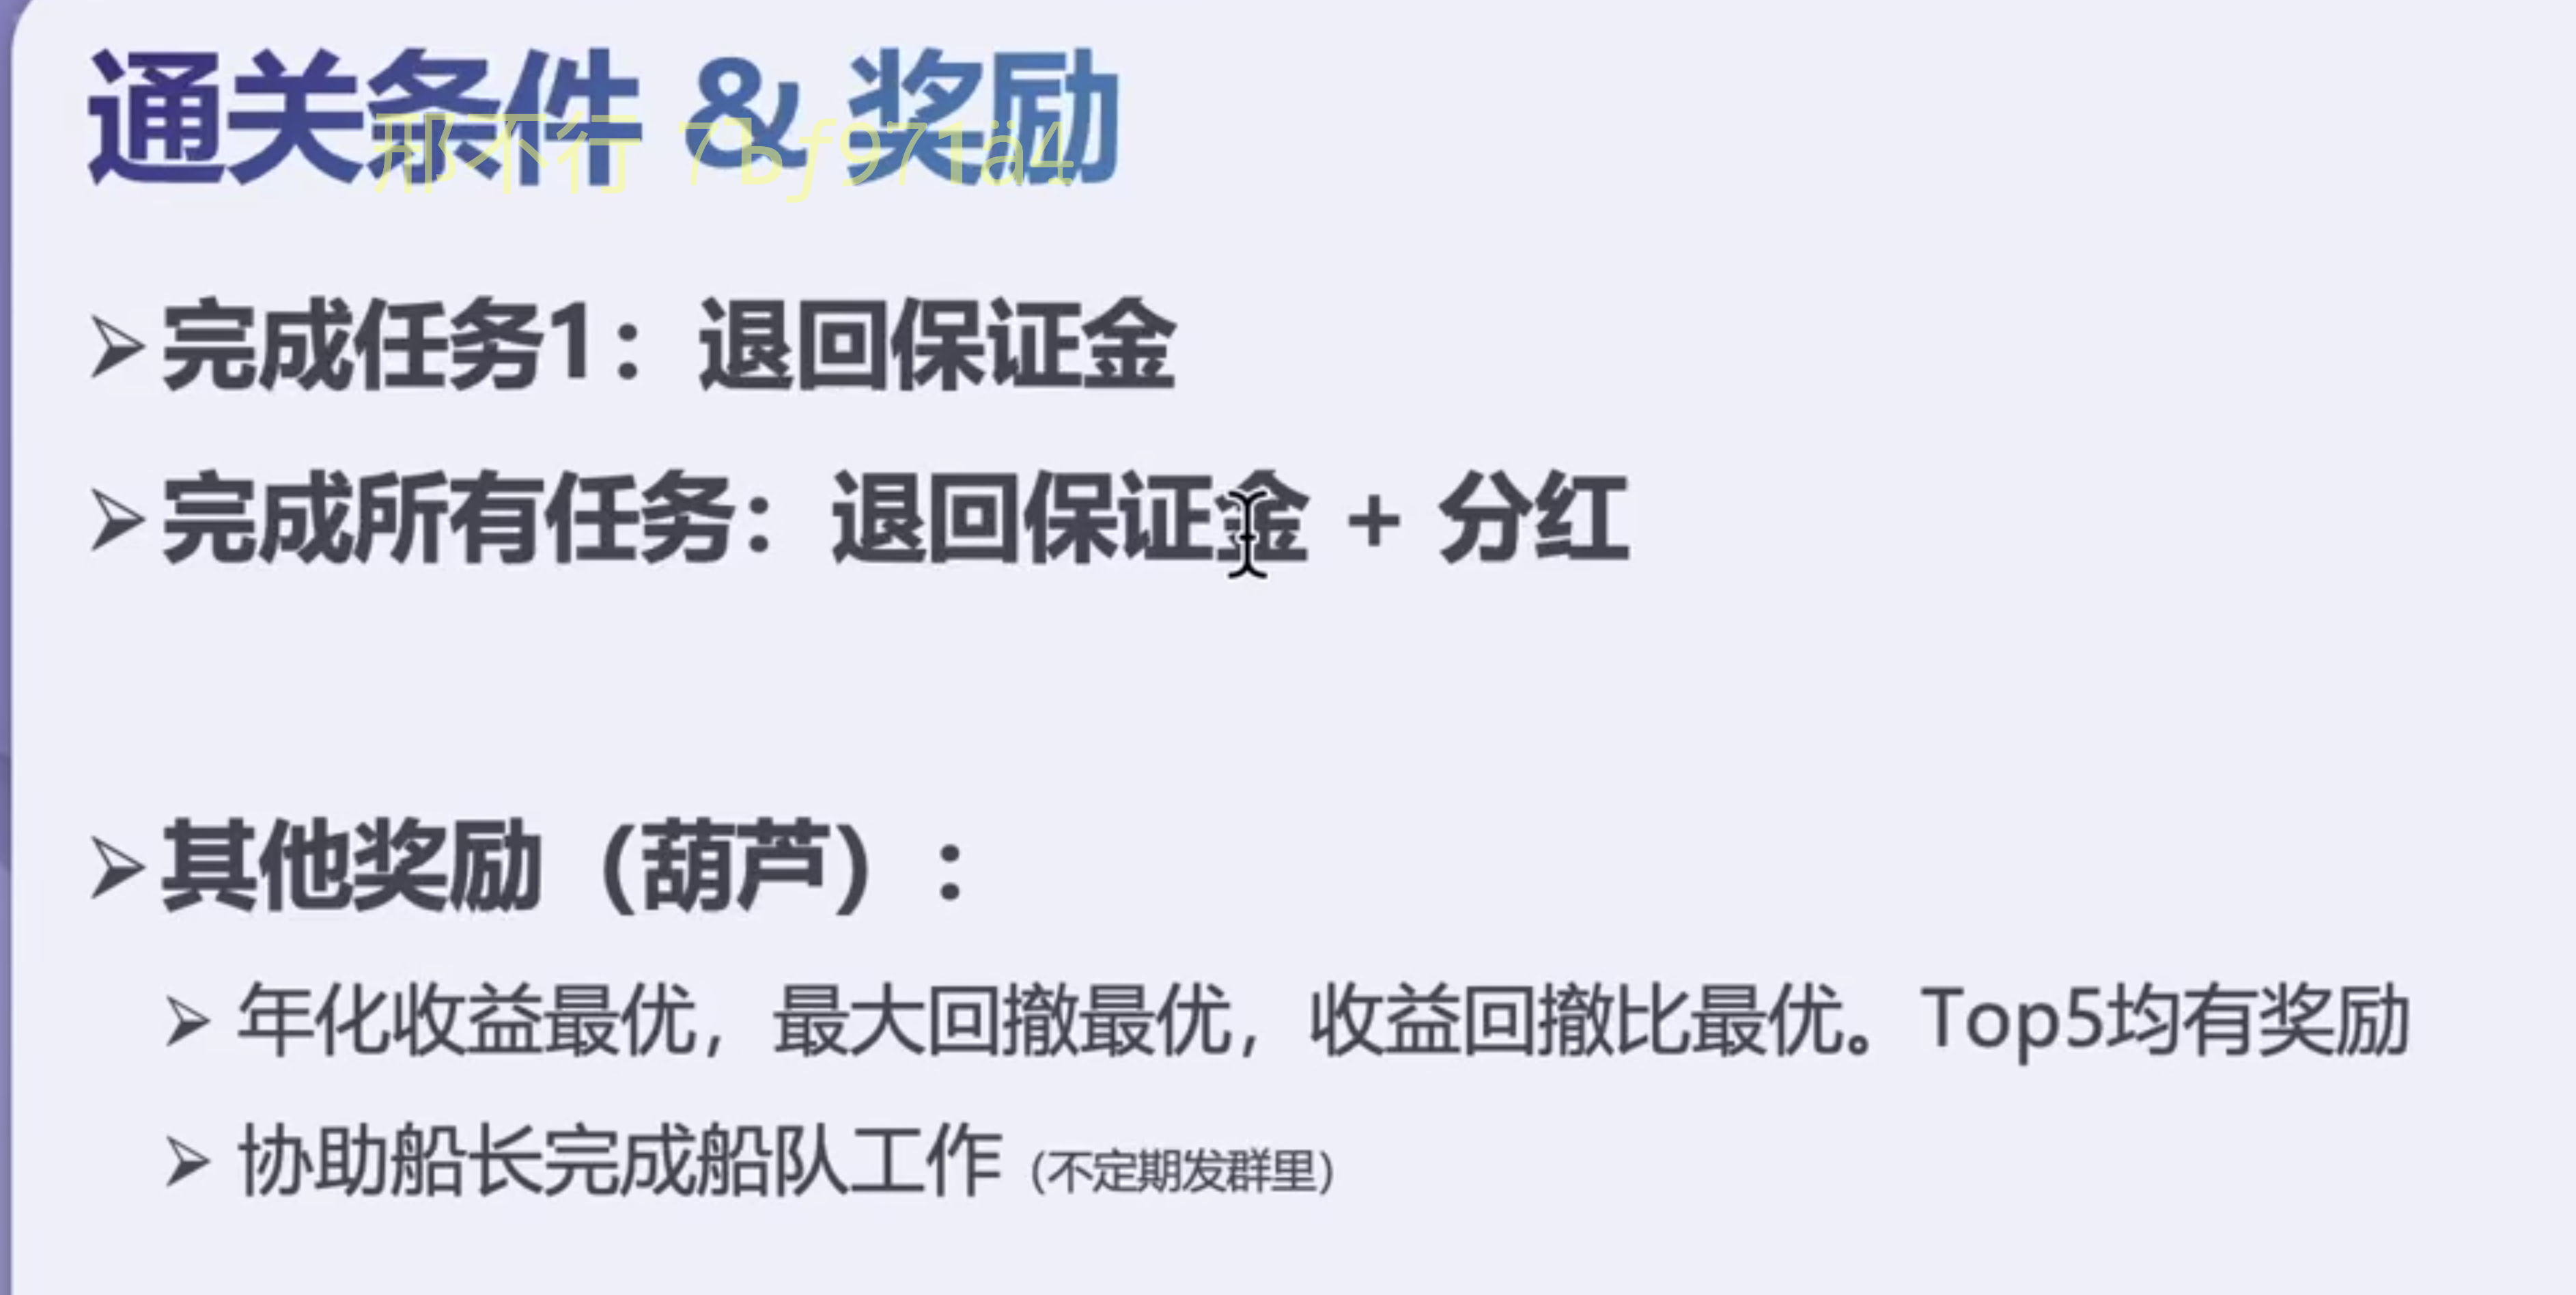 通关条件 & 奖励
邢不行 7bf971a4
➢完成任务1：退回保证金
➢完成所有任务：退回保证金 + 分红
➢其他奖励（葫芦）：
➢年化收益最优，最大回撤最优，收益回撤比最优。Top5均有奖励
➢协助船长完成船队工作（不定期发群里）